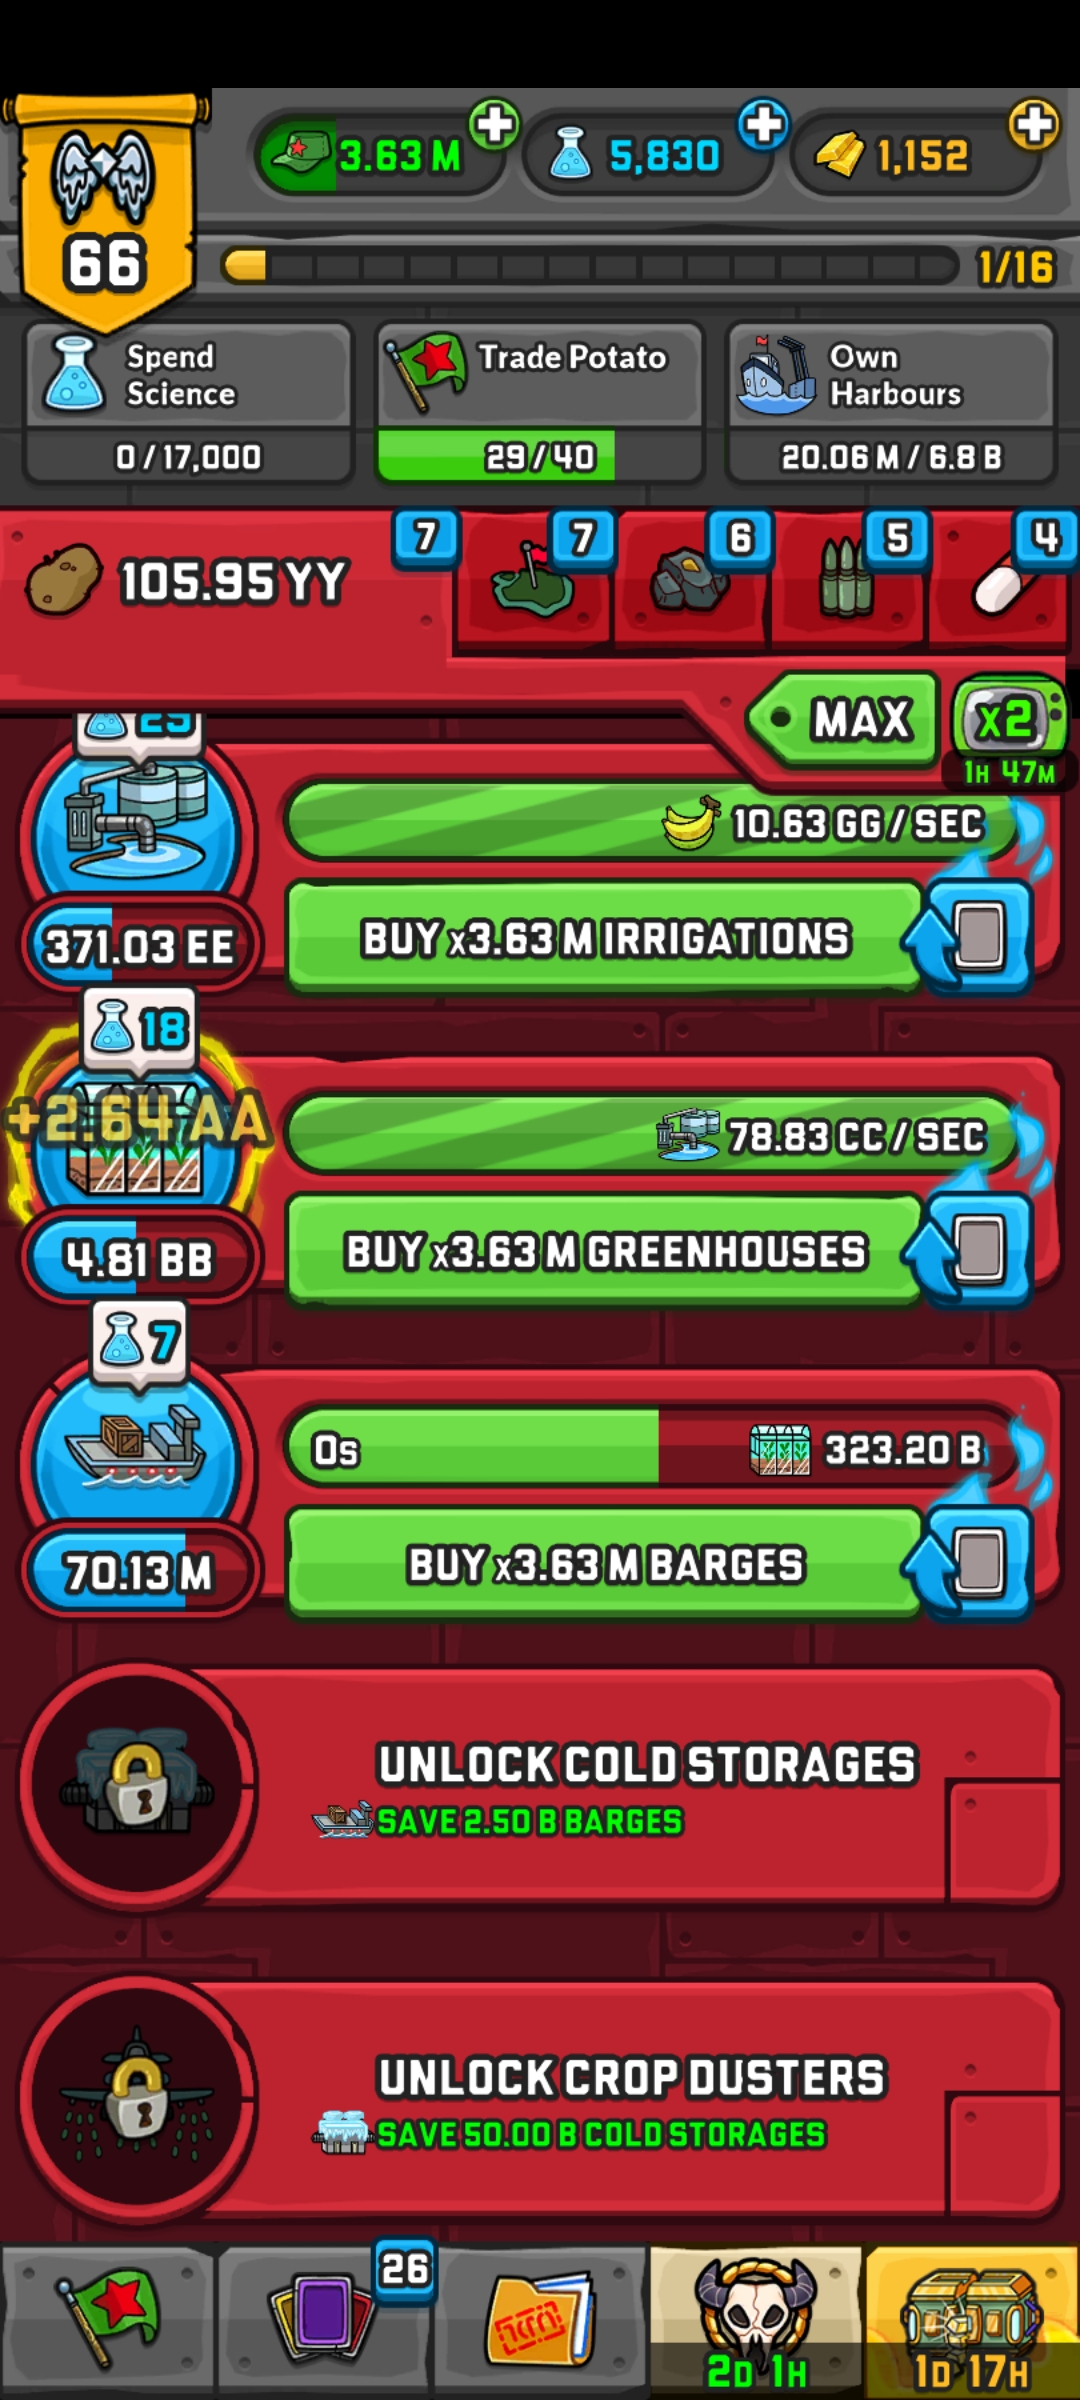 3.63 M
5,830
1,152
66
1/16
Spend
Science
0 / 17,000
Trade Potato
29 / 40
Own
Harbours
20.06 M / 6.8 B
105.95 YY
7
7
6
5
4
MAX
x2
1H 47M
10.63 GG / SEC
371.03 EE
BUY x3.63 M IRRIGATIONS
18
+2.64 AA
78.83 CC / SEC
4.81 BB
BUY x3.63 M GREENHOUSES
7
0s
323.20 B
70.13 M
BUY x3.63 M BARGES
UNLOCK COLD STORAGES
SAVE 2.50 B BARGES
UNLOCK CROP DUSTERS
SAVE 50.00 B COLD STORAGES
26
2D 1H
1D 17H